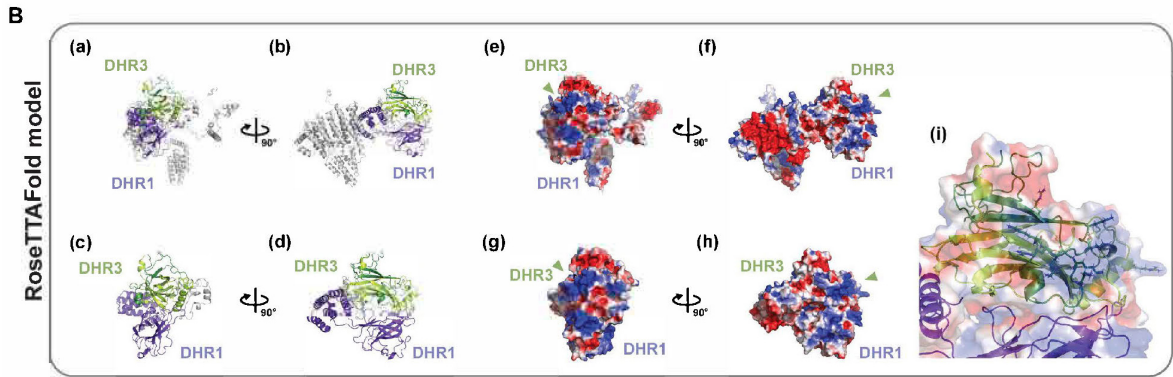 B
RoseTTAFold model
(a)
DHR3
DHR1
90°
(b)
DHR3
DHR1
(e)
DHR3
DHR1
90°
(f)
DHR3
DHR1
(i)
(c)
DHR3
DHR1
90°
(d)
DHR3
DHR1
(g)
DHR3
DHR1
90°
(h)
DHR3
DHR1